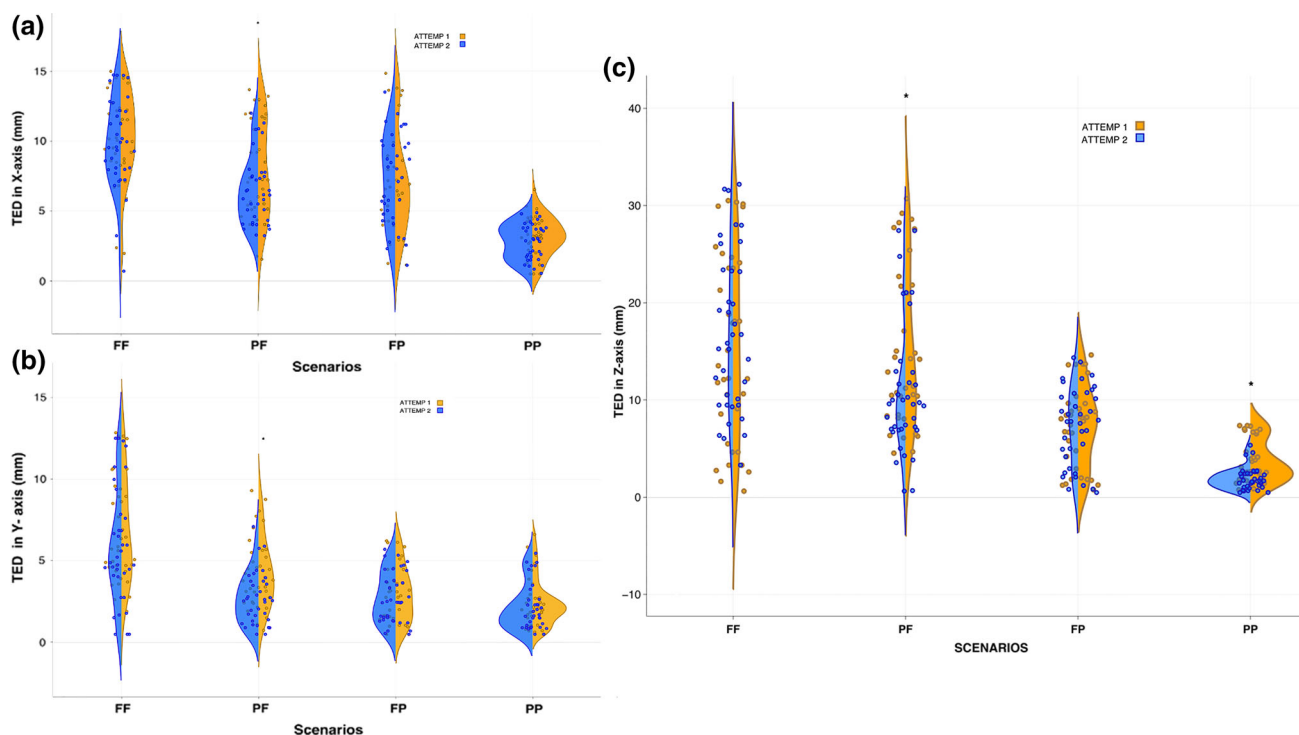 (a)
TED in X-axis (mm)
15
10
5
0
*
ATTEMP 1
ATTEMP 2
FF PF FP PP
Scenarios
(b)
TED in Y- axis (mm)
15
10
5
0
*
ATTEMP 1
ATTEMP 2
FF PF FP PP
Scenarios
(c)
TED in Z-axis (mm)
40
30
20
10
0
−10
*
*
ATTEMP 1
ATTEMP 2
FF PF FP PP
SCENARIOS